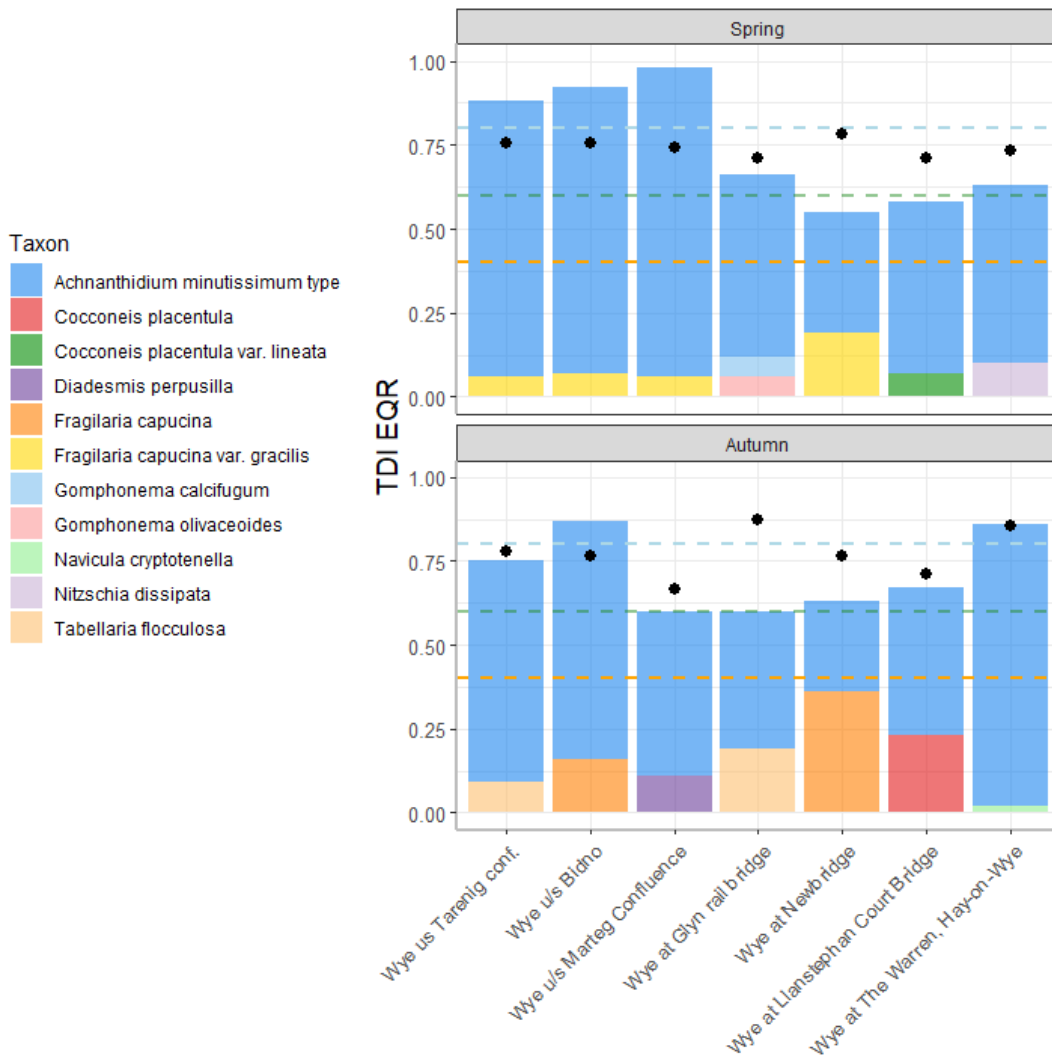 Spring
1.00
0.75
0.50
0.25
0.00
TDI EQR
Taxon
Achnanthidium minutissimum type
Cocconeis placentula
Cocconeis placentula var. lineata
Diadesmis perpusilla
Fragilaria capucina
Fragilaria capucina var. gracilis
Gomphonema calcifugum
Gomphonema olivaceoides
Navicula cryptotenella
Nitzschia dissipata
Tabellaria flocculosa
Autumn
1.00
0.75
0.50
0.25
0.00
Wye us Tarenig conf.
Wye u/s Bidno
Wye u/s Marteg Confluence
Wye at Glyn rail bridge
Wye at Newbridge
Wye at Llanstephan Court Bridge
Wye at The Warren, Hay-on-Wye